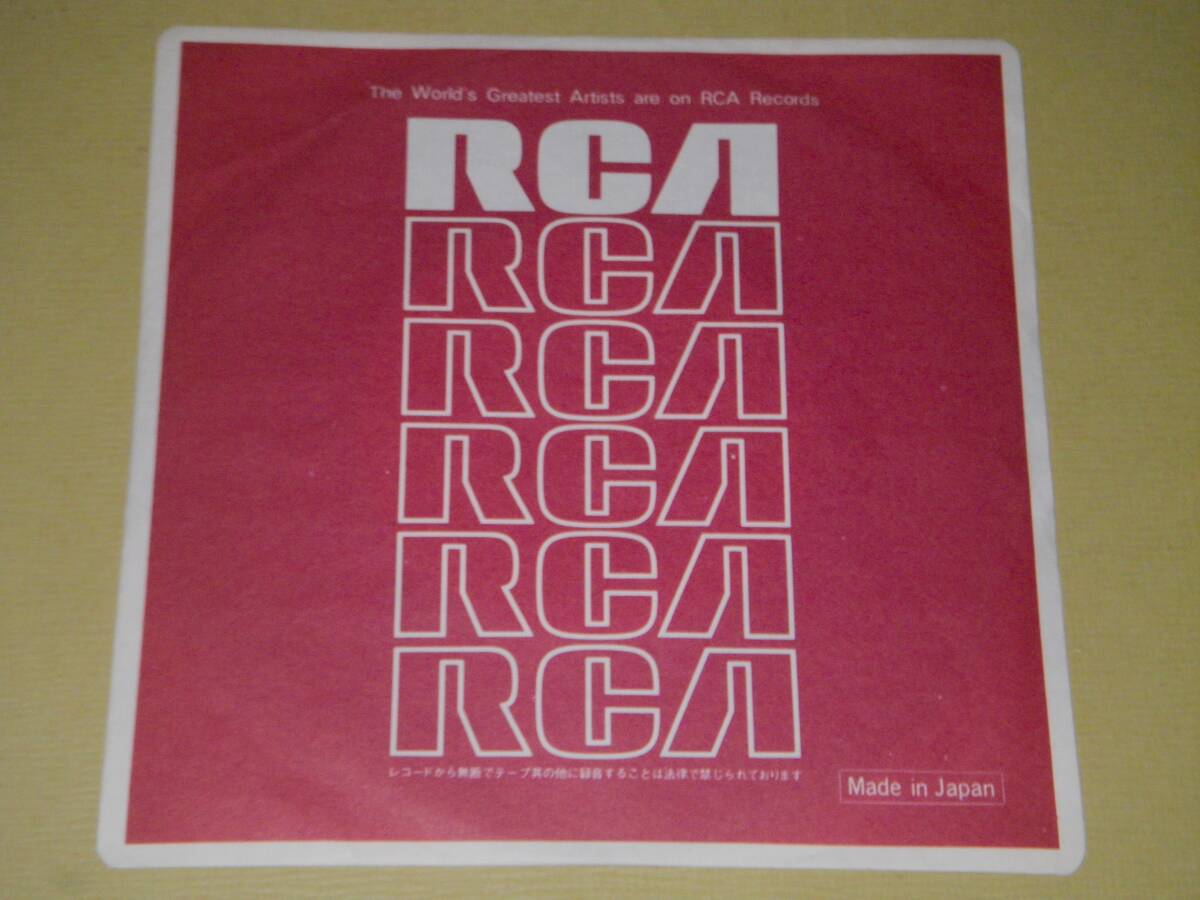 The World's Greatest Artists are on RCA Records
RCA
RCA
RCA
RCA
RCA
RCA
レコードから無断でテープ其の他に録音することは法律で禁じられております
Made in Japan